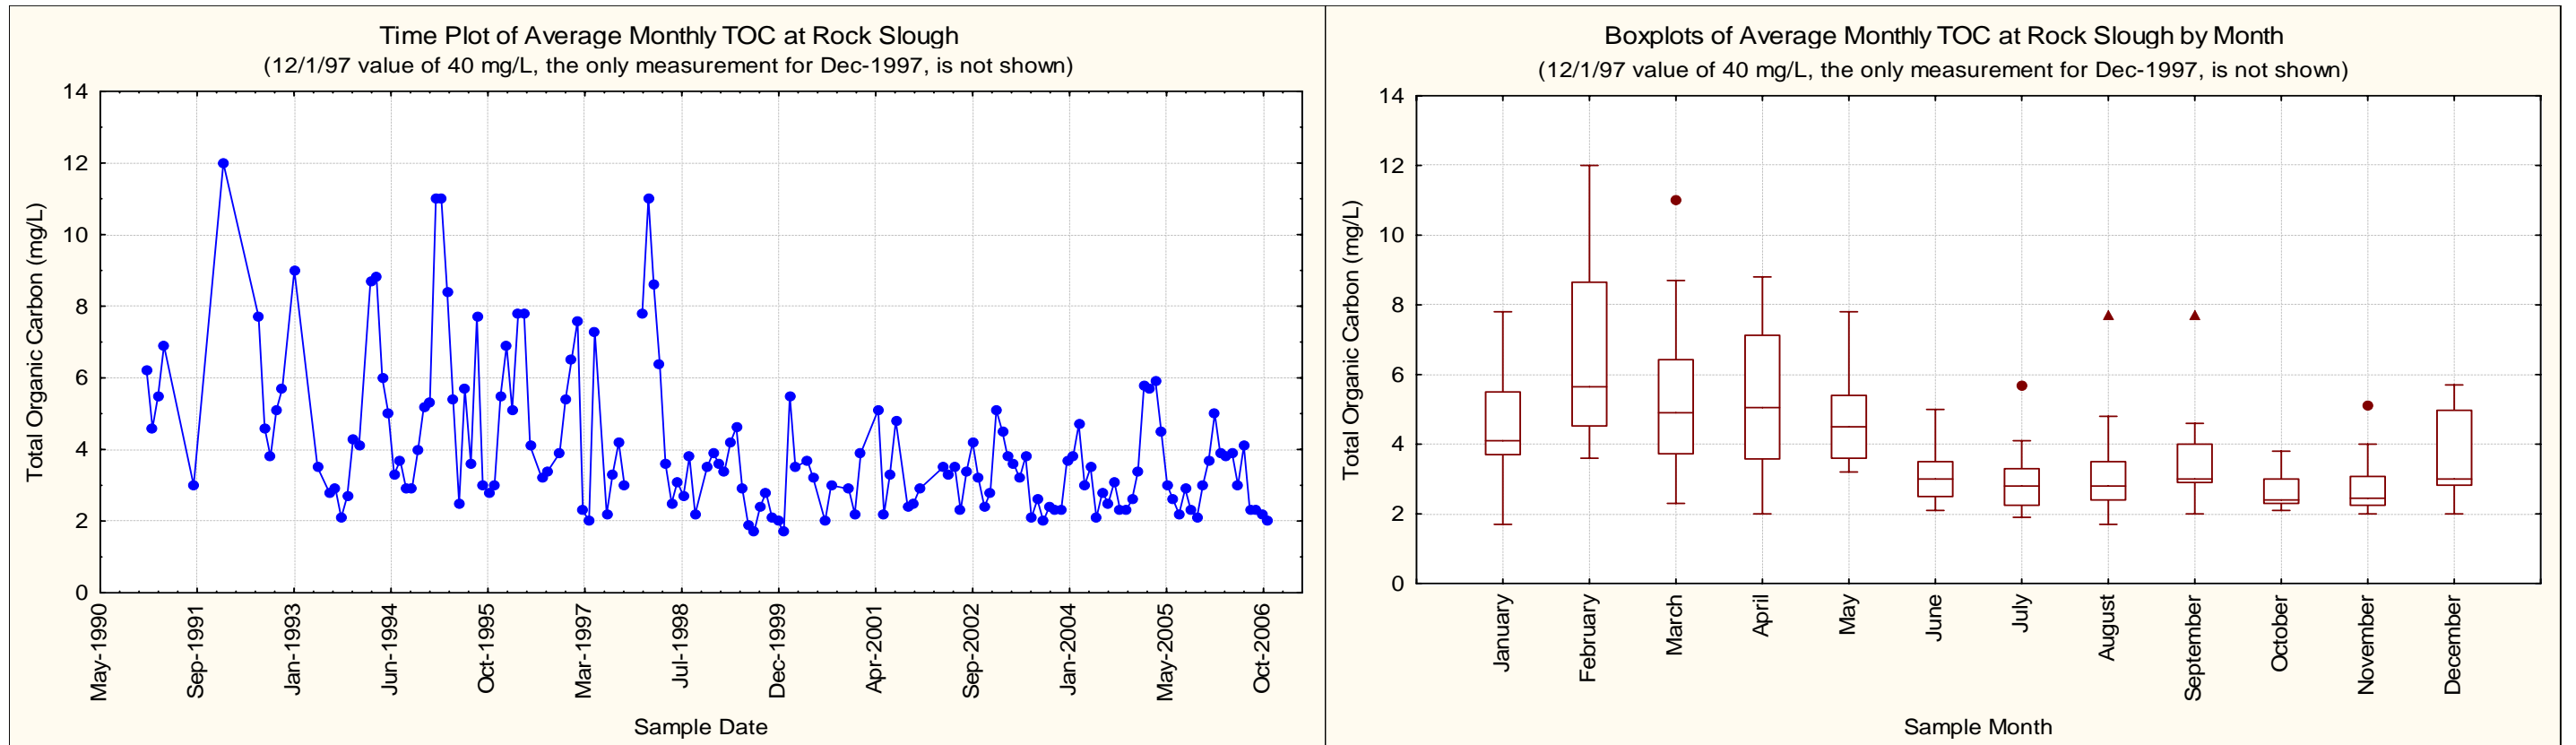 Time Plot of Average Monthly TOC at Rock Slough
(12/1/97 value of 40 mg/L, the only measurement for Dec-1997, is not shown)
Total Organic Carbon (mg/L)
14
12
10
8
6
4
2
0
May-1990
Sep-1991
Jan-1993
Jun-1994
Oct-1995
Mar-1997
Jul-1998
Dec-1999
Apr-2001
Sep-2002
Jan-2004
May-2005
Oct-2006
Sample Date
Boxplots of Average Monthly TOC at Rock Slough by Month
(12/1/97 value of 40 mg/L, the only measurement for Dec-1997, is not shown)
Total Organic Carbon (mg/L)
14
12
10
8
6
4
2
0
January
February
March
April
May
June
July
August
September
October
November
December
Sample Month